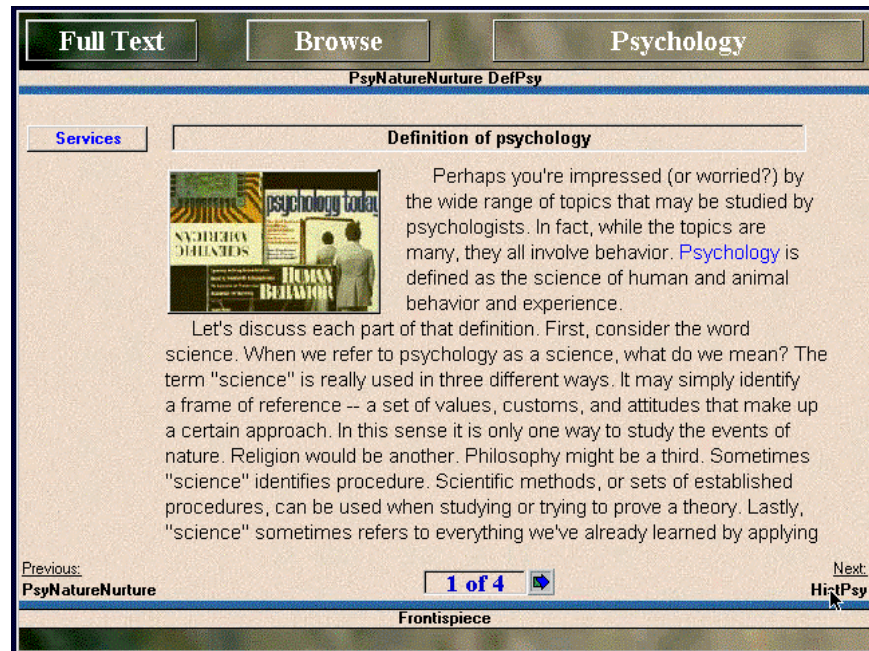 Full Text
Browse
Psychology
PsyNatureNurture DefPsy
Services
Definition of psychology
psychology today
SCIENTIFIC
AMERICAN
HUMAN
BEHAVIOR
Perhaps you're impressed (or worried?) by
the wide range of topics that may be studied by
psychologists. In fact, while the topics are
many, they all involve behavior. Psychology is
defined as the science of human and animal
behavior and experience.
Let's discuss each part of that definition. First, consider the word
science. When we refer to psychology as a science, what do we mean? The
term "science" is really used in three different ways. It may simply identify
a frame of reference -- a set of values, customs, and attitudes that make up
a certain approach. In this sense it is only one way to study the events of
nature. Religion would be another. Philosophy might be a third. Sometimes
"science" identifies procedure. Scientific methods, or sets of established
procedures, can be used when studying or trying to prove a theory. Lastly,
"science" sometimes refers to everything we've already learned by applying
Previous:
PsyNatureNurture
1 of 4
Next:
HistPsy
Frontispiece